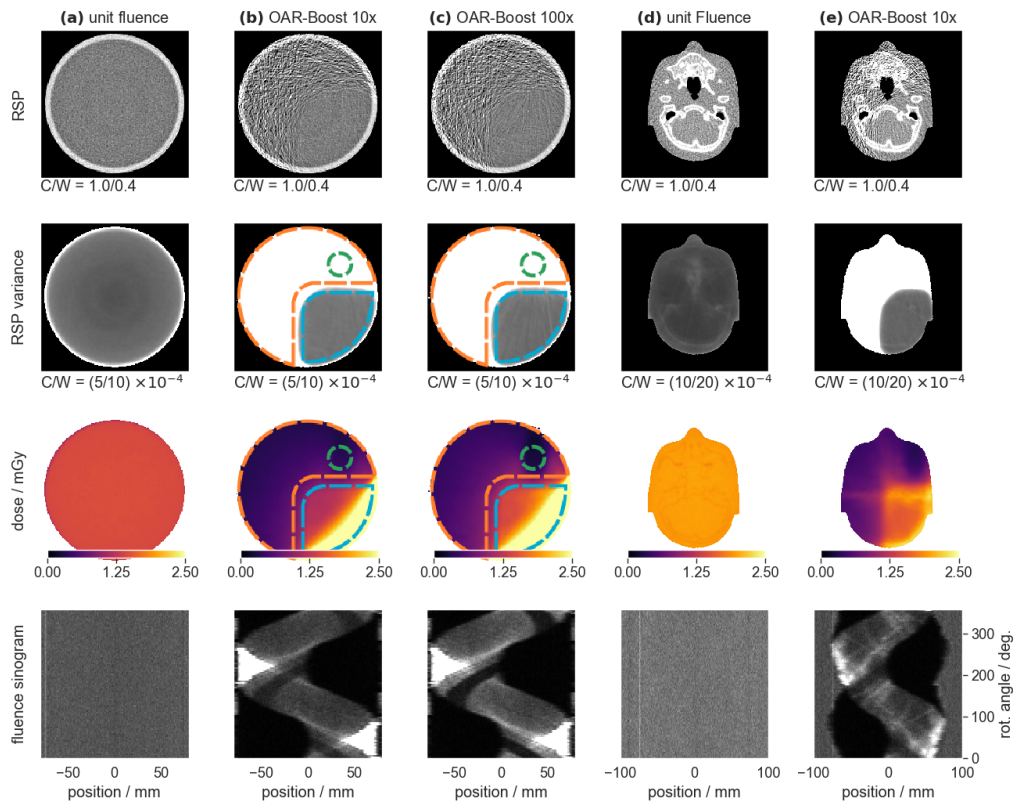 (a) unit fluence
(b) OAR-Boost 10x
(c) OAR-Boost 100x
(d) unit Fluence
(e) OAR-Boost 10x
RSP
C/W = 1.0/0.4
C/W = 1.0/0.4
C/W = 1.0/0.4
C/W = 1.0/0.4
C/W = 1.0/0.4
RSP variance
C/W = (5/10) ×10⁻⁴
C/W = (5/10) ×10⁻⁴
C/W = (5/10) ×10⁻⁴
C/W = (10/20) ×10⁻⁴
C/W = (10/20) ×10⁻⁴
dose / mGy
0.00 1.25 2.50
0.00 1.25 2.50
0.00 1.25 2.50
0.00 1.25 2.50
0.00 1.25 2.50
fluence sinogram
−50 0 50
position / mm
−50 0 50
position / mm
−50 0 50
position / mm
−100 0 100
position / mm
−100 0 100
position / mm
300
200
100
0
rot. angle / deg.